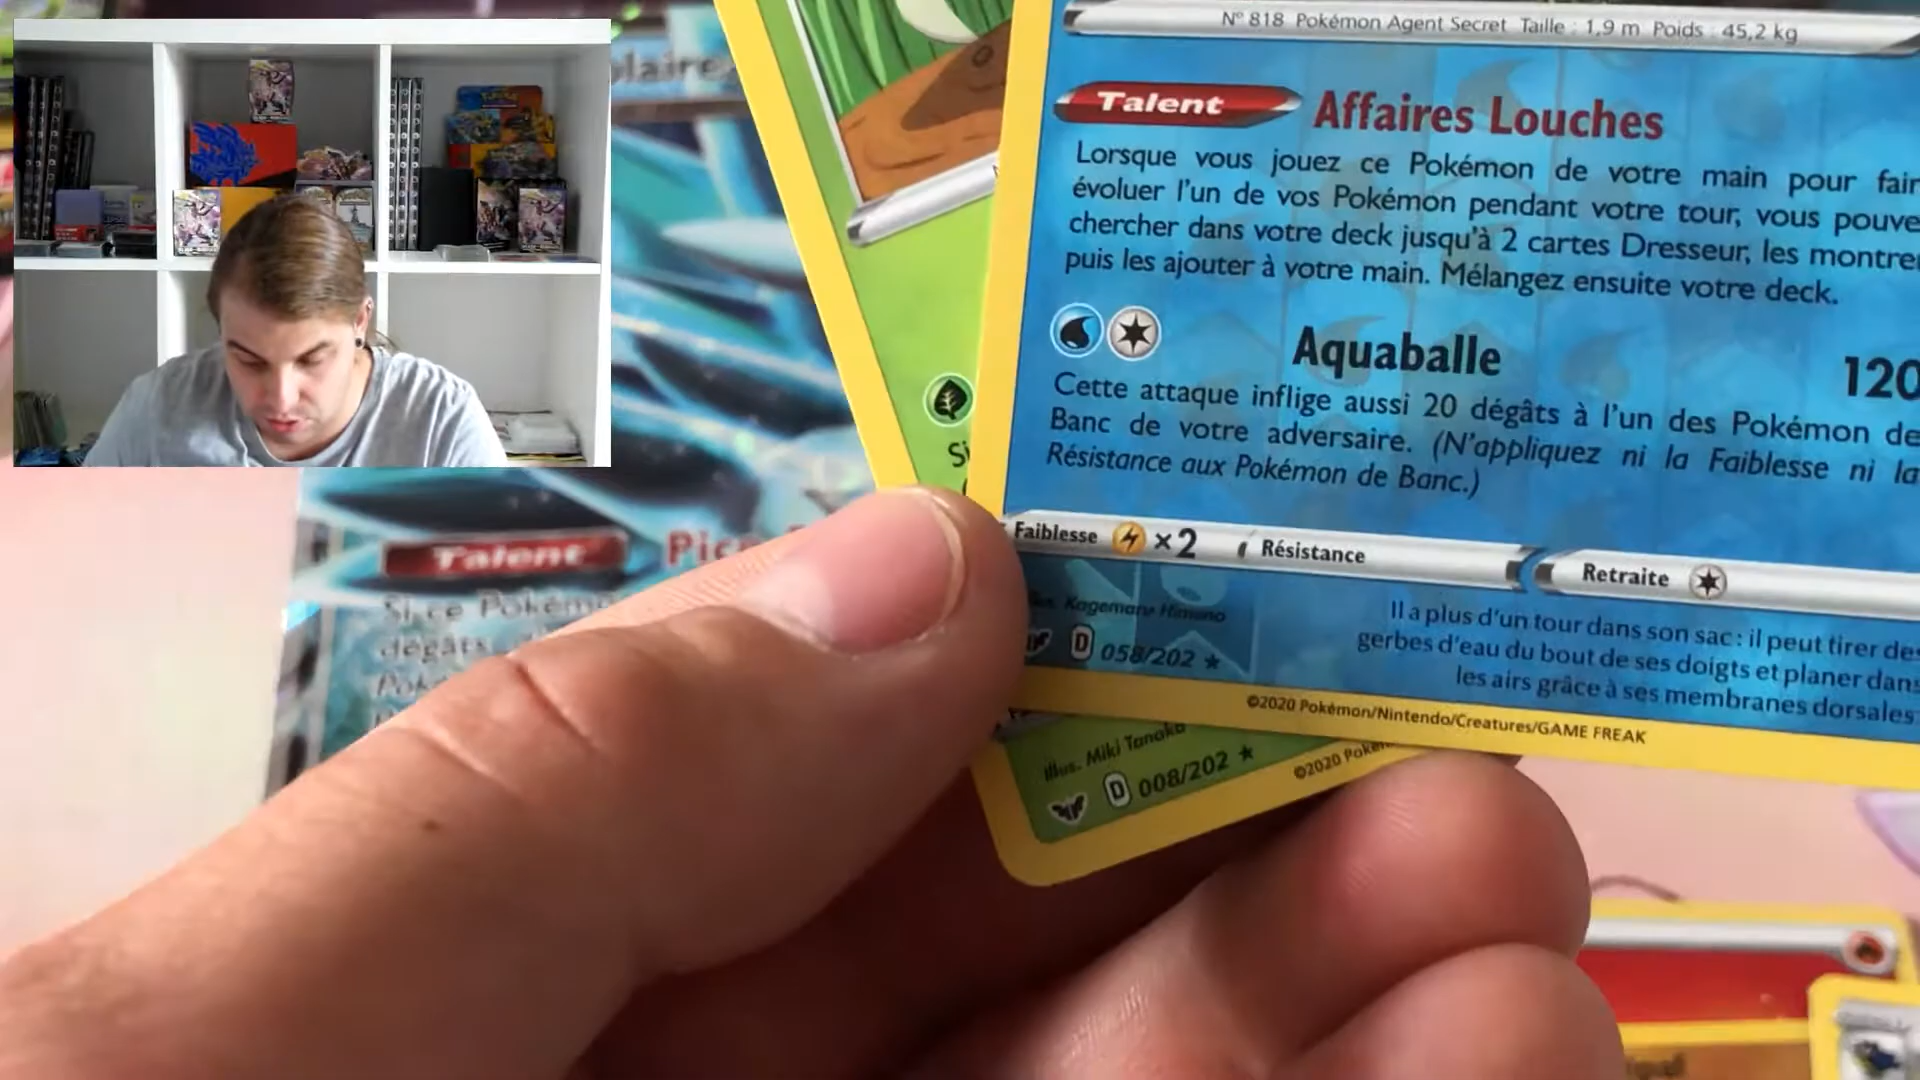 N° 818 Pokémon Agent Secret Taille : 1,9 m Poids : 45,2 kg
Talent Affaires Louches
Lorsque vous jouez ce Pokémon de votre main pour fair
évoluer l'un de vos Pokémon pendant votre tour, vous pouve
chercher dans votre deck jusqu'à 2 cartes Dresseur, les montrer
puis les ajouter à votre main. Mélangez ensuite votre deck.
Aquaballe 120
Cette attaque inflige aussi 20 dégâts à l'un des Pokémon de
Banc de votre adversaire. (N'appliquez ni la Faiblesse ni la
Résistance aux Pokémon de Banc.)
Faiblesse ×2 Résistance
Retraite
Il a plus d'un tour dans son sac : il peut tirer des
gerbes d'eau du bout de ses doigts et planer dans
les airs grâce à ses membranes dorsales.
Kagemaru Himeno
D 058/202
©2020 Pokémon/Nintendo/Creatures/GAME FREAK
Si
Illus. Miki Tanaka
D 008/202
©2020 Pokém
Talent
Si ce Pokémo
dégâts